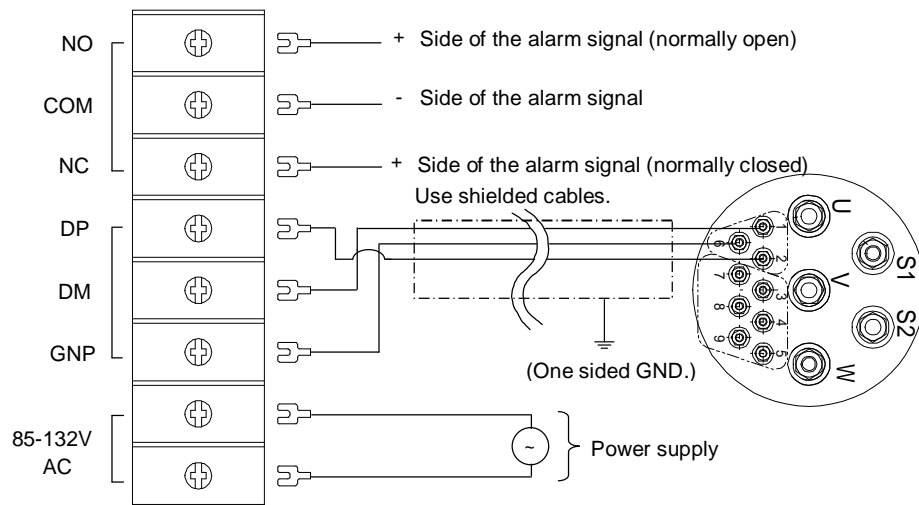 NO
+ Side of the alarm signal (normally open)
COM
- Side of the alarm signal
NC
+ Side of the alarm signal (normally closed)
Use shielded cables.
DP
DM
GNP
(One sided GND.)
85-132V
AC
~
Power supply
U
V
W
S1
S2
1
6
2
7
3
8
4
9
5